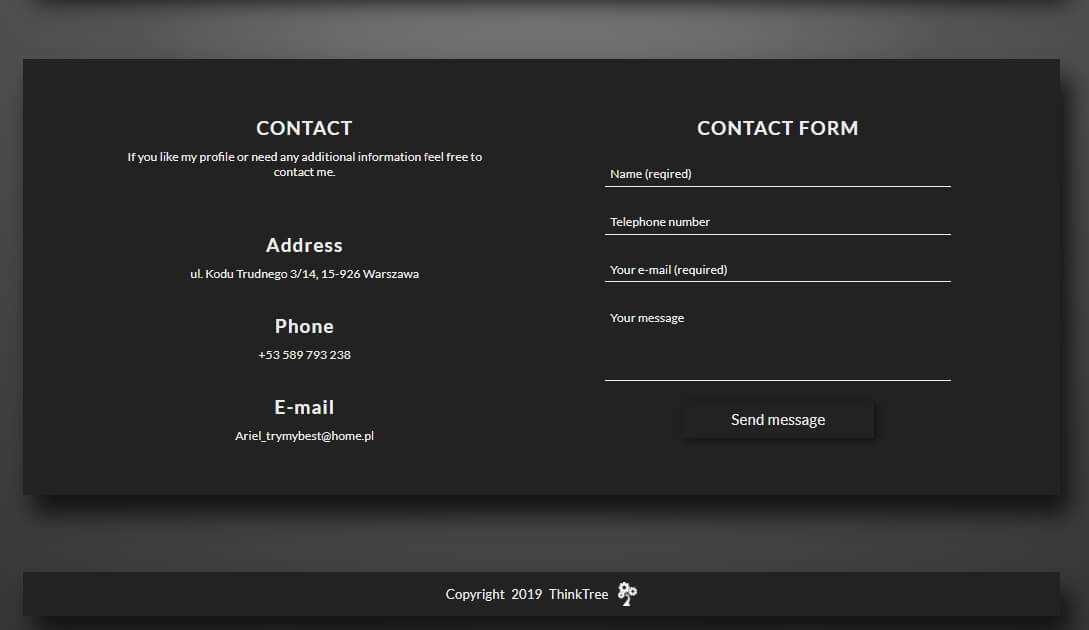 CONTACT
If you like my profile or need any additional information feel free to
contact me.
Address
ul. Kodu Trudnego 3/14, 15-926 Warszawa
Phone
+53 589 793 238
E-mail
Ariel_trymybest@home.pl
CONTACT FORM
Name (reqired)
Telephone number
Your e-mail (required)
Your message
Send message
Copyright 2019 ThinkTree